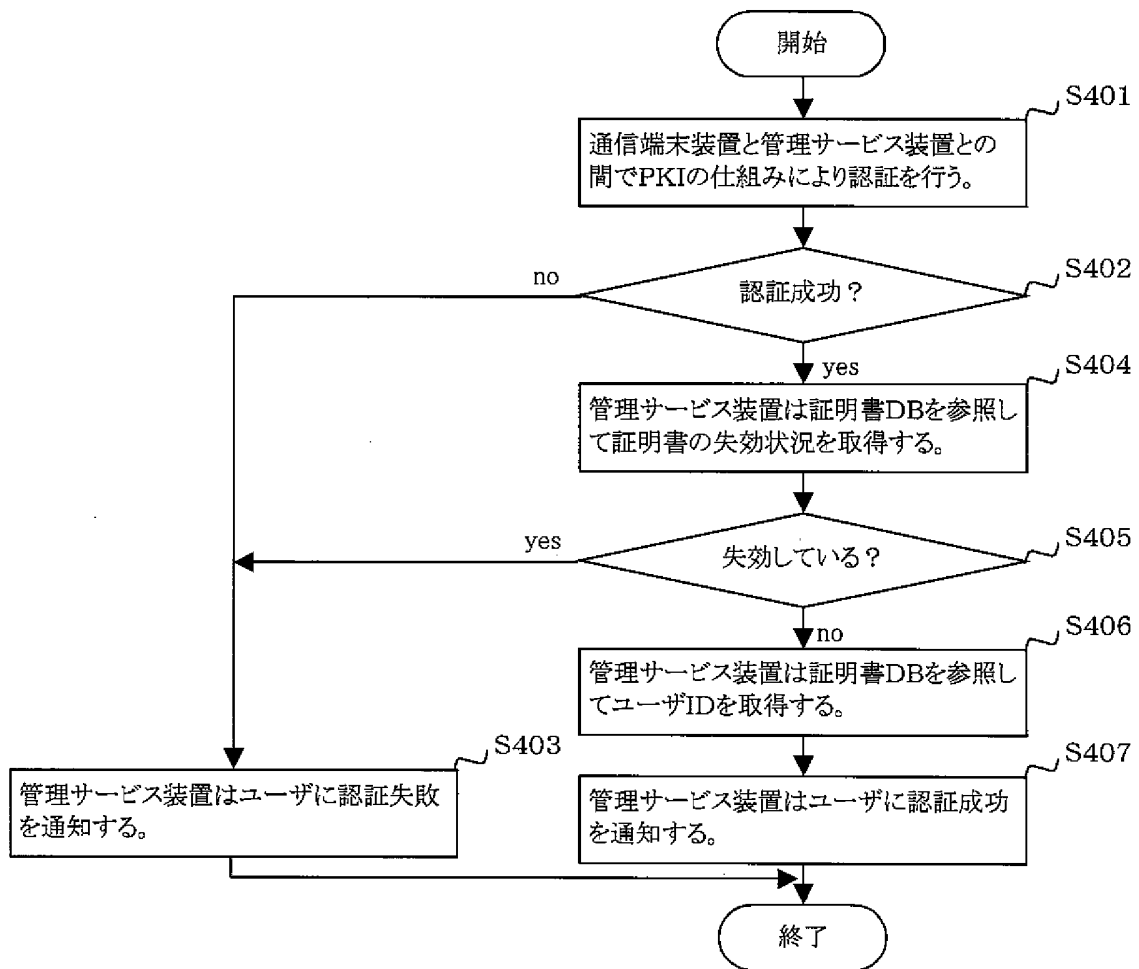 開始
S401
通信端末装置と管理サービス装置との
間でPKIの仕組みにより認証を行う。
S402
no
認証成功？
yes
S404
管理サービス装置は証明書DBを参照し
て証明書の失効状況を取得する。
S405
yes
失効している？
no
S406
管理サービス装置は証明書DBを参照し
てユーザIDを取得する。
S403
管理サービス装置はユーザに認証失敗
を通知する。
S407
管理サービス装置はユーザに認証成功
を通知する。
終了